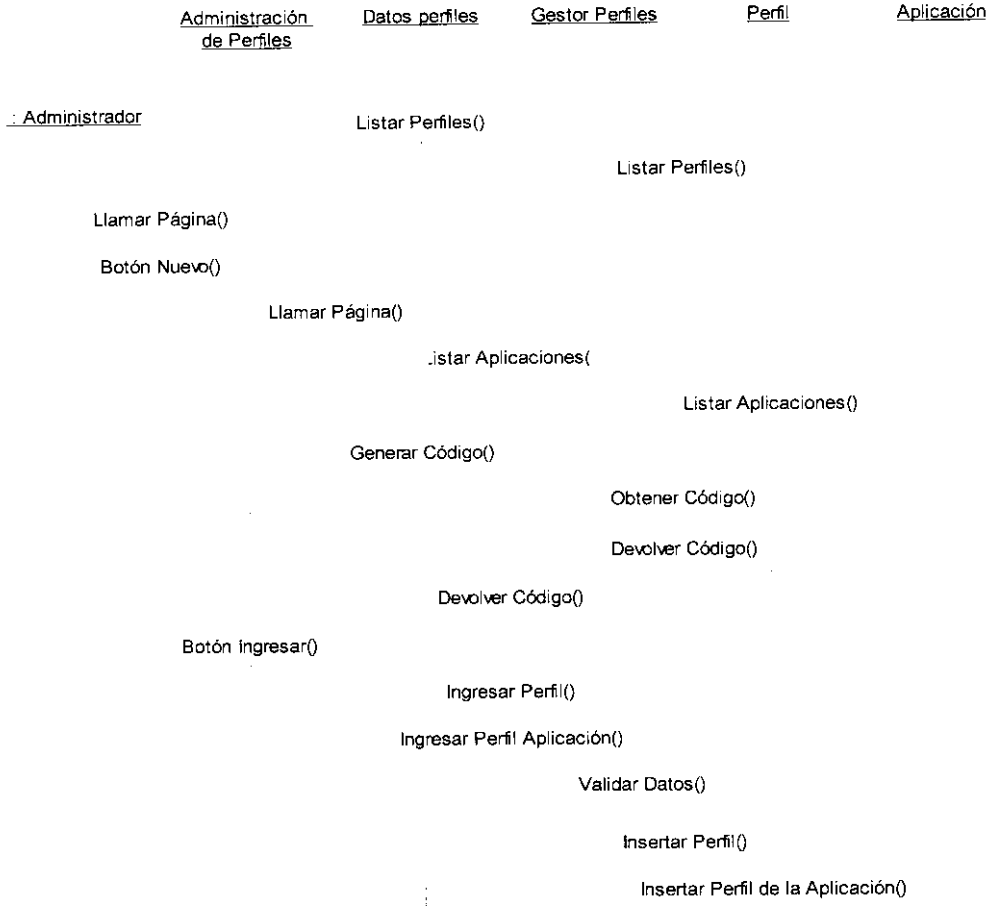 Administración de Perfiles
Datos perfiles
Gestor Perfiles
Perfil
Aplicación
: Administrador
Listar Perfiles()
Listar Perfiles()
Llamar Página()
Botón Nuevo()
Llamar Página()
.istar Aplicaciones(
Listar Aplicaciones()
Generar Código()
Obtener Código()
Devolver Código()
Devolver Código()
Botón Ingresar()
Ingresar Perfil()
Ingresar Perfil Aplicación()
Validar Datos()
Insertar Perfil()
Insertar Perfil de la Aplicación()